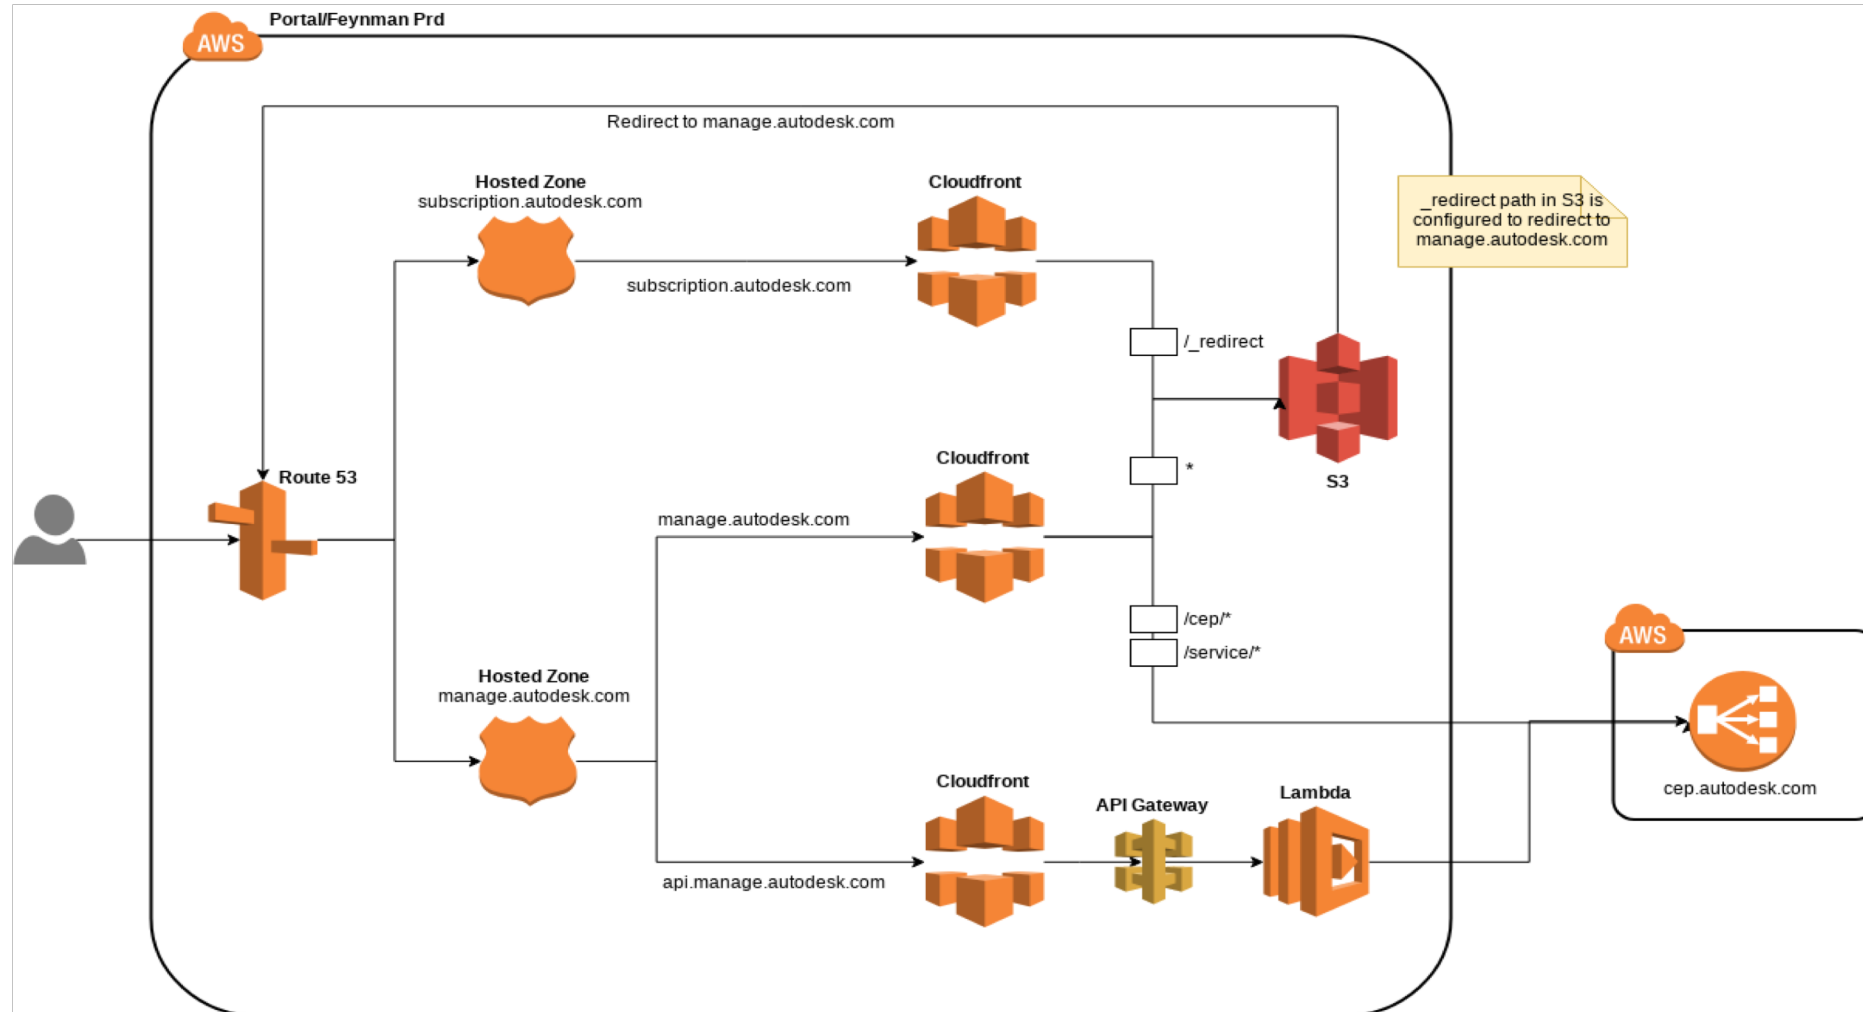 Portal/Feynman Prd
AWS
Redirect to manage.autodesk.com
Hosted Zone
subscription.autodesk.com
Cloudfront
_redirect path in S3 is
configured to redirect to
manage.autodesk.com
subscription.autodesk.com
/_redirect
Cloudfront
*
S3
Route 53
manage.autodesk.com
/cep/*
/service/*
AWS
Hosted Zone
manage.autodesk.com
Cloudfront
API Gateway
Lambda
cep.autodesk.com
api.manage.autodesk.com